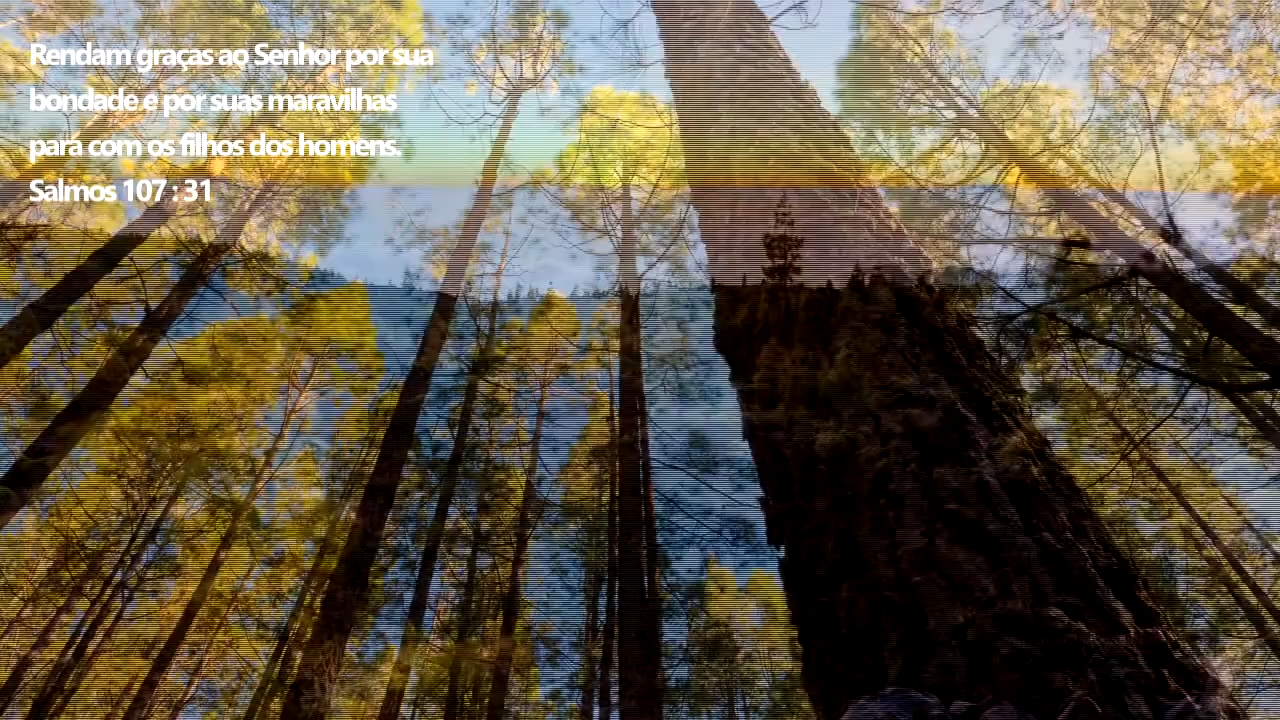 Rendam graças ao Senhor por sua
bondade e por suas maravilhas
para com os filhos dos homens.
Salmos 107 : 31